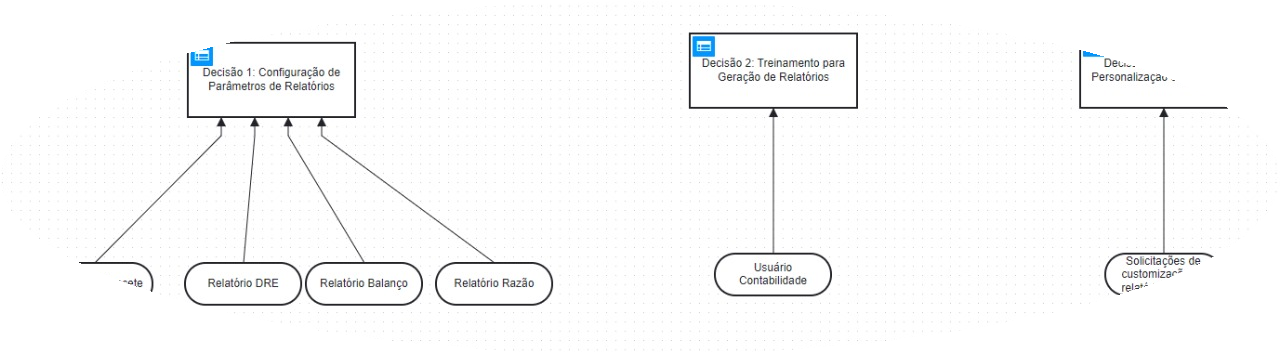 Decisão 1: Configuração de
Parâmetros de Relatórios
Decisão 2: Treinamento para
Geração de Relatórios
Personalização
Relatório DRE
Relatório Balanço
Relatório Razão
Usuário
Contabilidade
Solicitações de